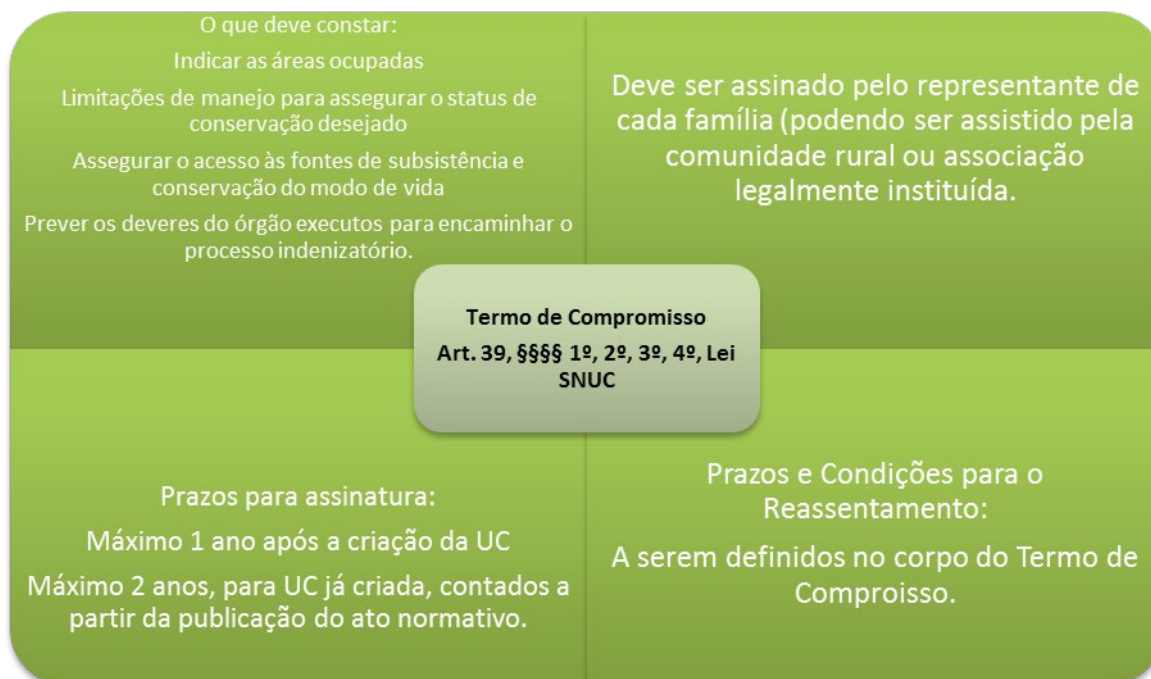 O que deve constar:
Indicar as áreas ocupadas
Limitações de manejo para assegurar o status de
conservação desejado
Assegurar o acesso às fontes de subsistência e
conservação do modo de vida
Prever os deveres do órgão executos para encaminhar o
processo indenizatório.
Deve ser assinado pelo representante de
cada família (podendo ser assistido pela
comunidade rural ou associação
legalmente instituída.
Termo de Compromisso
Art. 39, §§§§ 1º, 2º, 3º, 4º, Lei
SNUC
Prazos para assinatura:
Máximo 1 ano após a criação da UC
Máximo 2 anos, para UC já criada, contados a
partir da publicação do ato normativo.
Prazos e Condições para o
Reassentamento:
A serem definidos no corpo do Termo de
Comproisso.